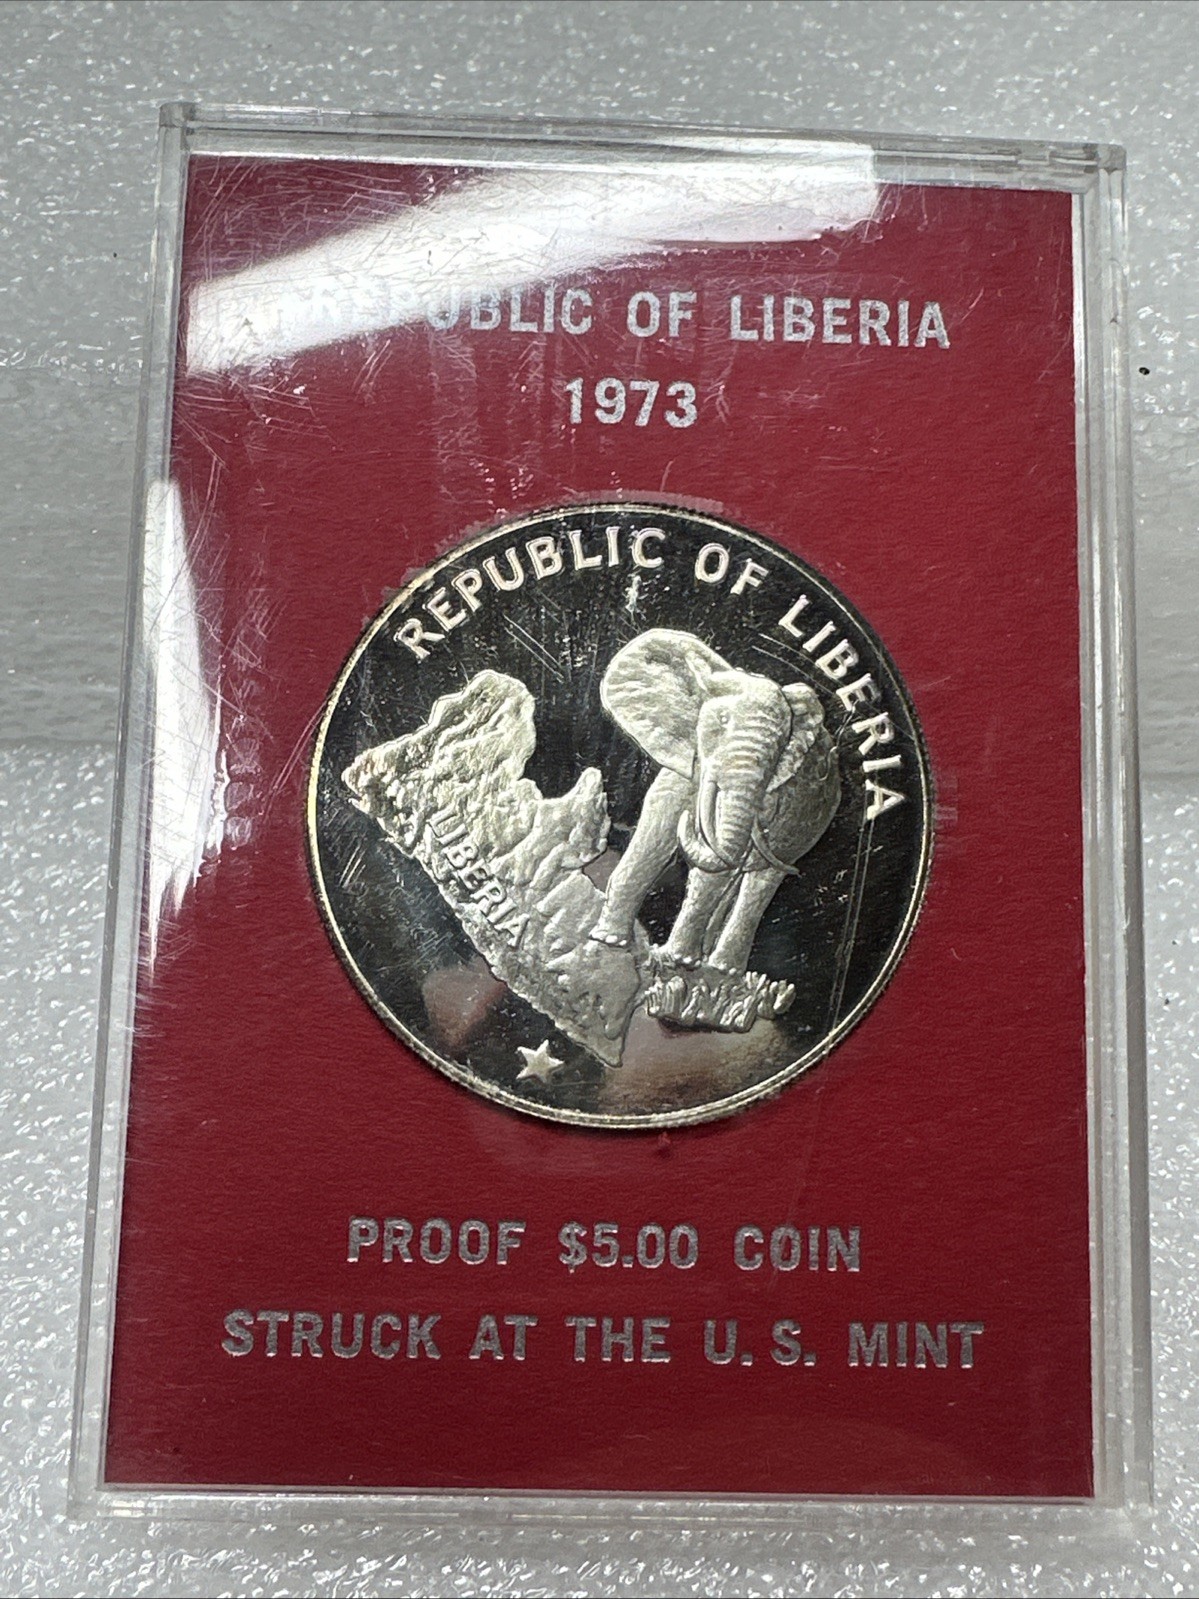 REPUBLIC OF LIBERIA
1973
REPUBLIC OF LIBERIA
LIBERIA
PROOF $5.00 COIN
STRUCK AT THE U.S. MINT